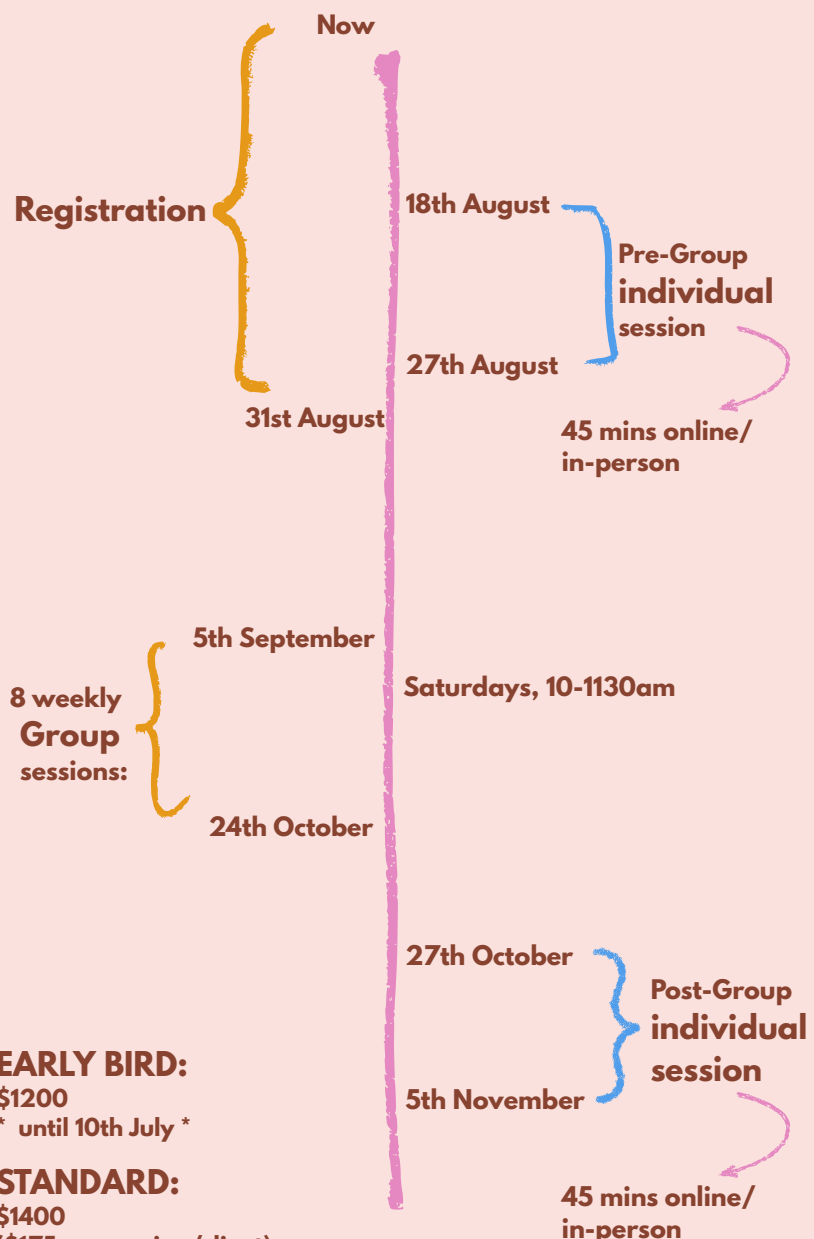 Now
Registration
18th August
Pre-Group
individual
session
27th August
31st August
45 mins online/
in-person
5th September
8 weekly
Group
sessions:
Saturdays, 10-1130am
24th October
27th October
Post-Group
individual
session
5th November
EARLY BIRD:
$1200
* until 10th July *
STANDARD:
$1400
45 mins online/
in-person